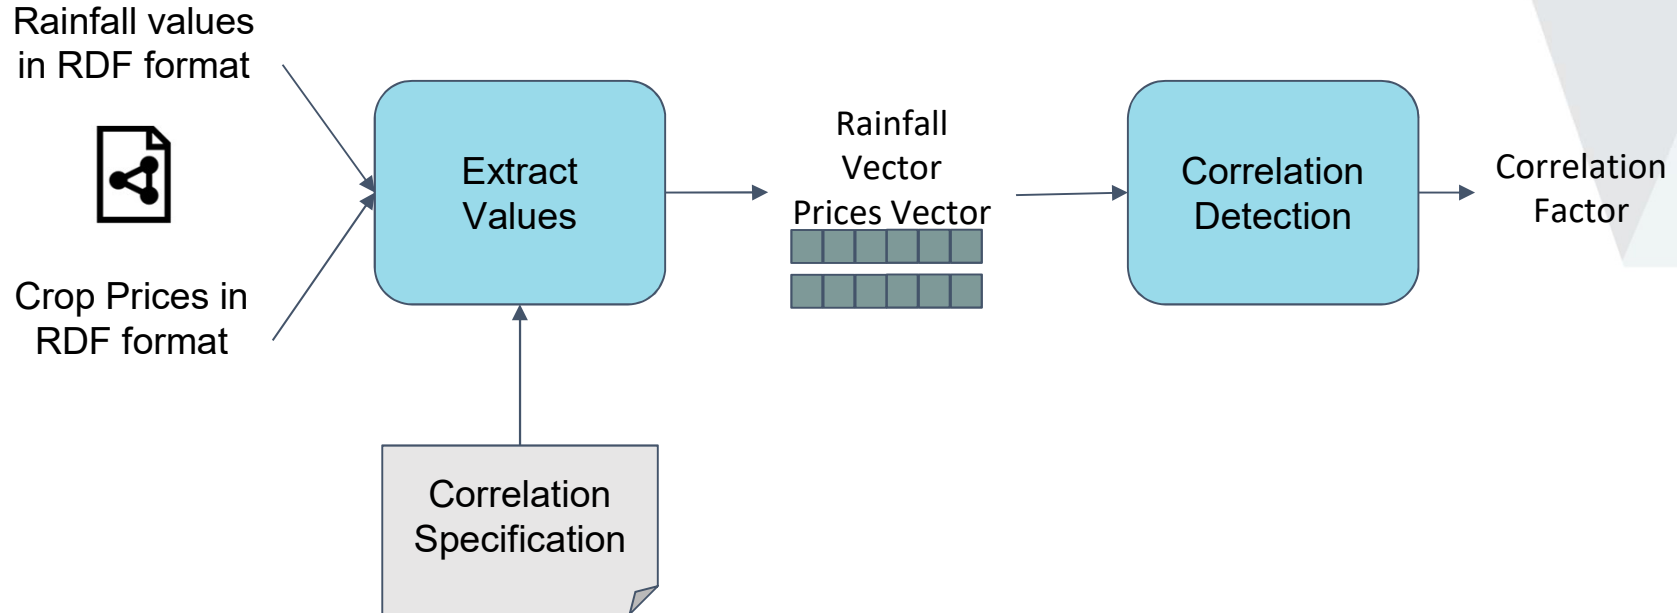 Rainfall values
in RDF format
Crop Prices in
RDF format
Extract
Values
Correlation
Specification
Rainfall
Vector
Prices Vector
Correlation
Detection
Correlation
Factor